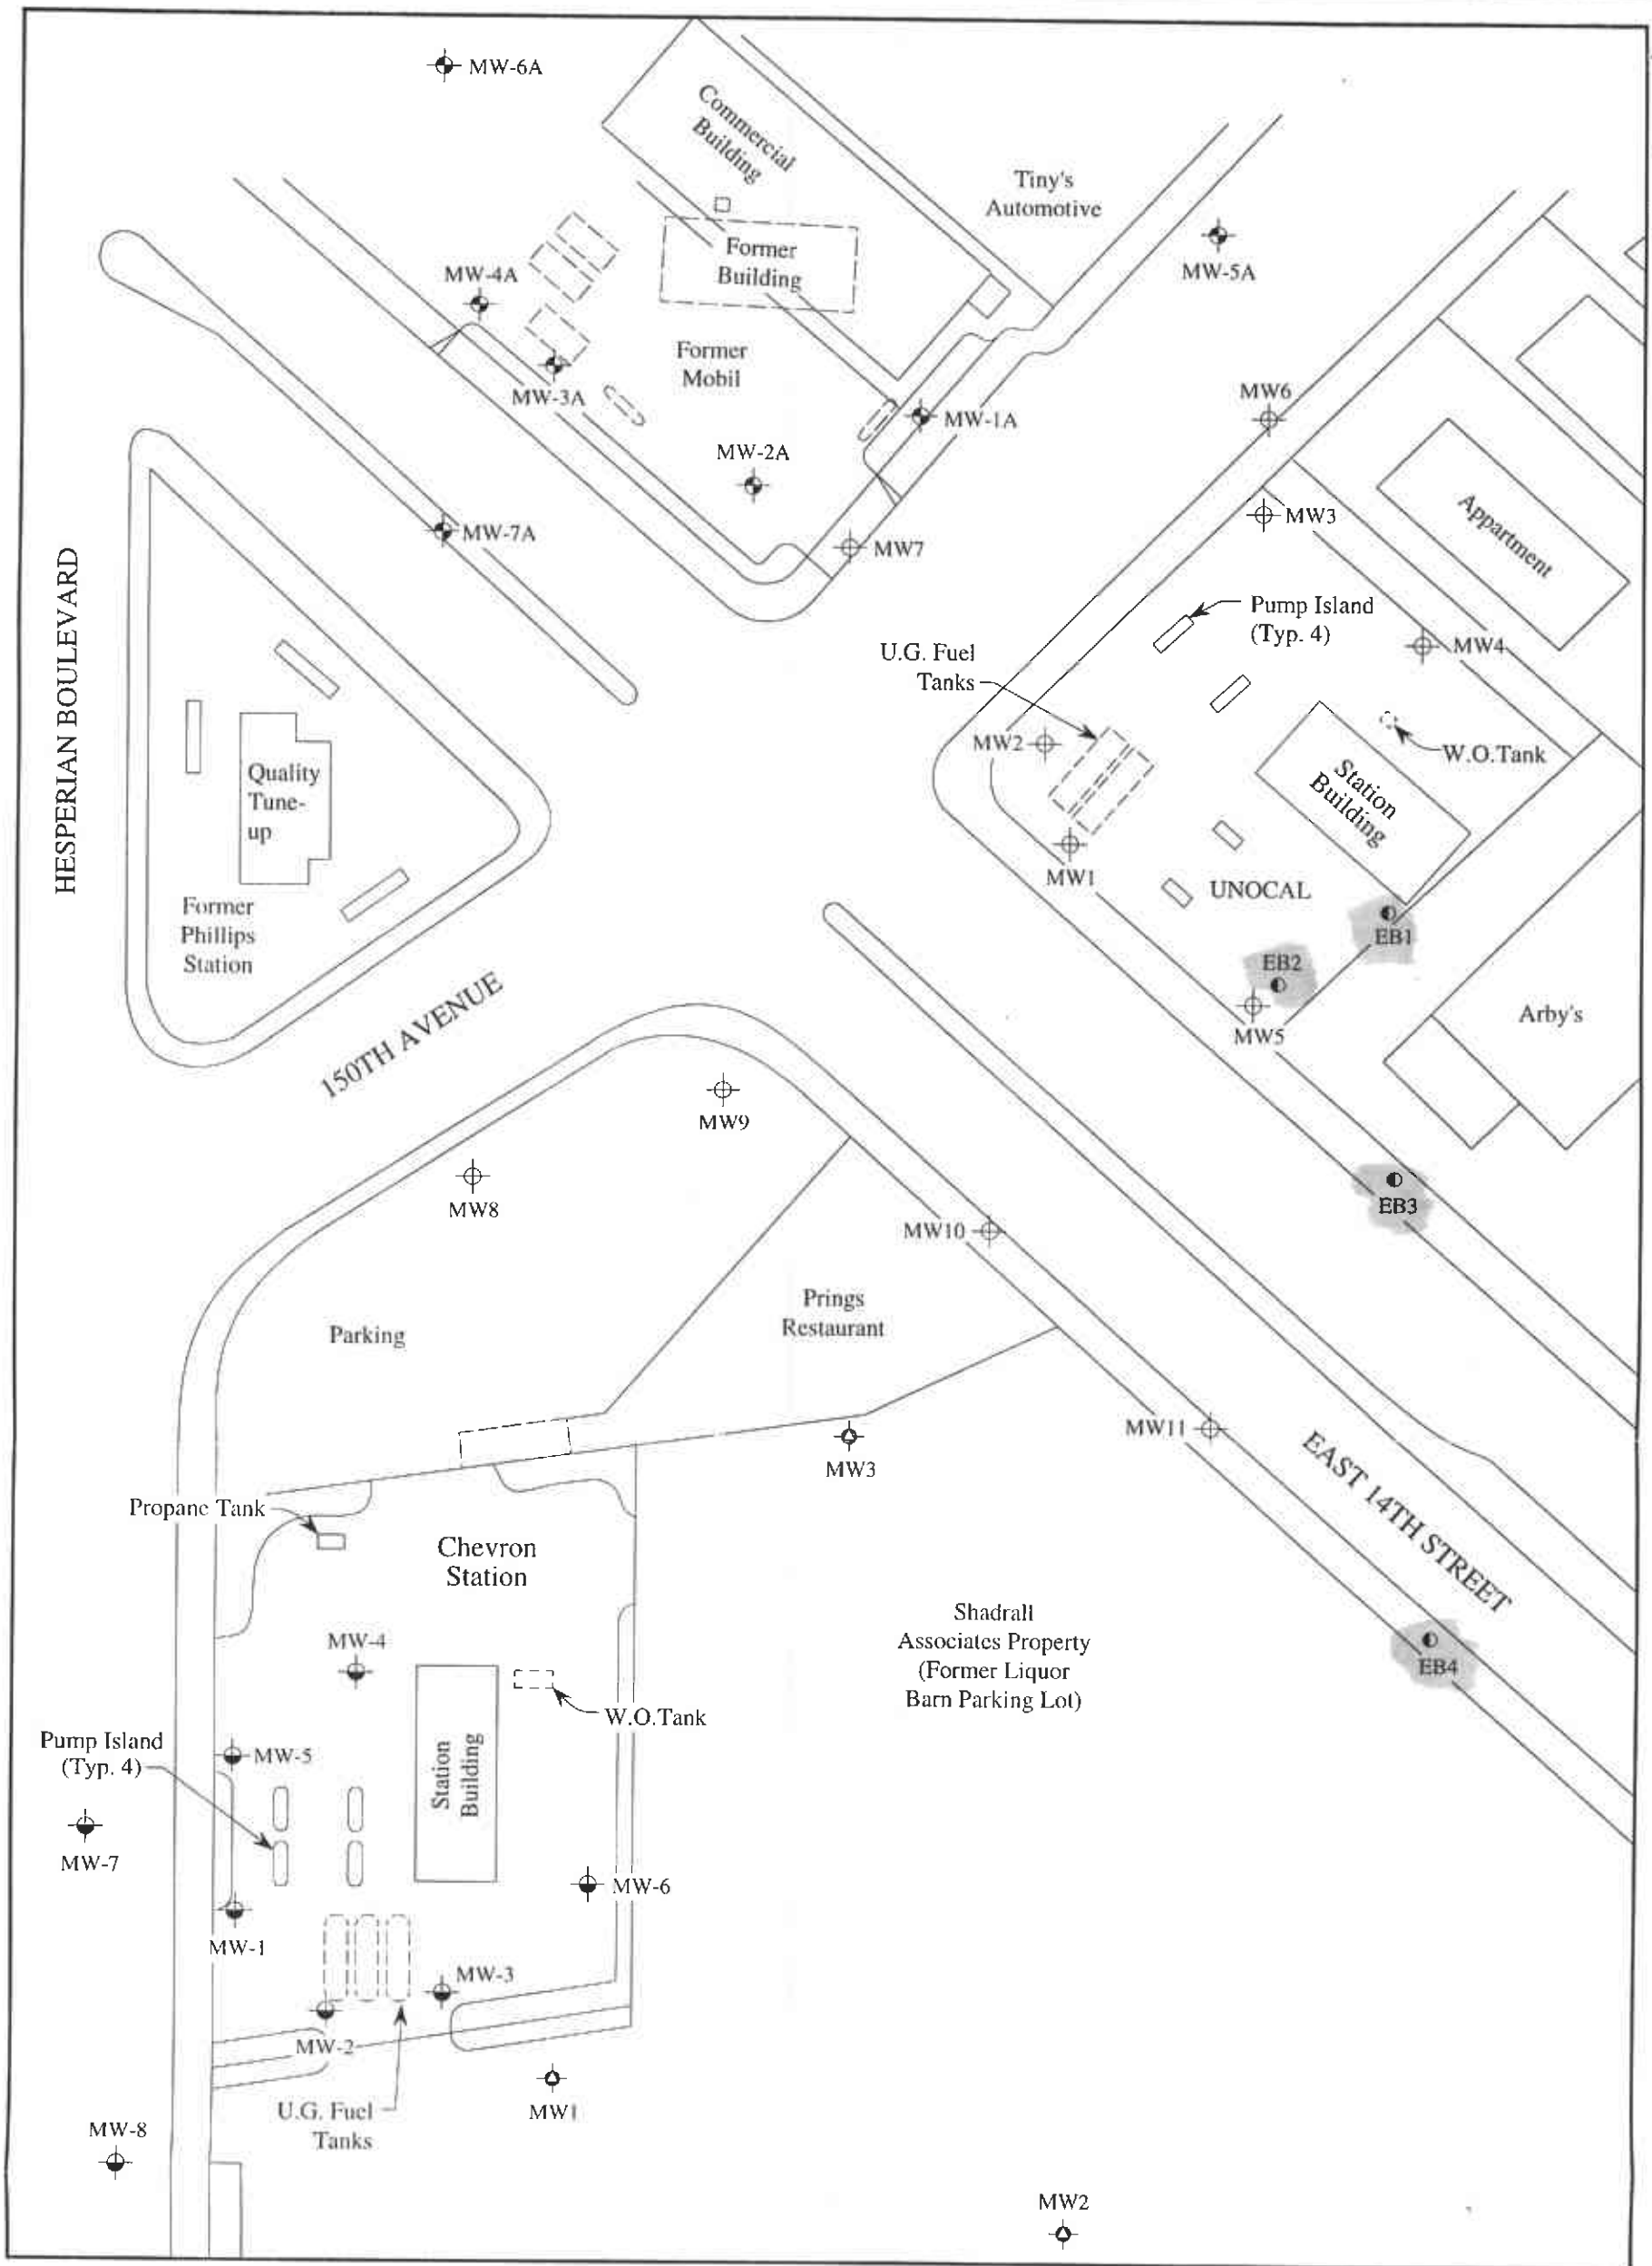 MW-6A
Commercial
Building
Tiny's
Automotive
Former
Building
MW-5A
MW-4A
Former
Mobil
MW-3A
MW-1A
MW6
MW-2A
MW3
Appartment
MW-7A
MW7
HESPERIAN BOULEVARD
Pump Island
(Typ. 4)
MW4
U.G. Fuel
Tanks
MW2
W.O.Tank
Quality
Tune-
up
Station
Building
MW1
UNOCAL
Former
Phillips
Station
EB1
EB2
150TH AVENUE
MW5
Arby's
MW9
MW8
EB3
MW10
Prings
Restaurant
Parking
MW11
MW3
EAST 14TH STREET
Propane Tank
Chevron
Station
Shadrall
Associates Property
(Former Liquor
Barn Parking Lot)
MW-4
EB4
W.O.Tank
Pump Island
(Typ. 4)
MW-5
Station
Building
MW-7
MW-6
MW-1
MW-3
MW-2
U.G. Fuel
Tanks
MW1
MW-8
MW2